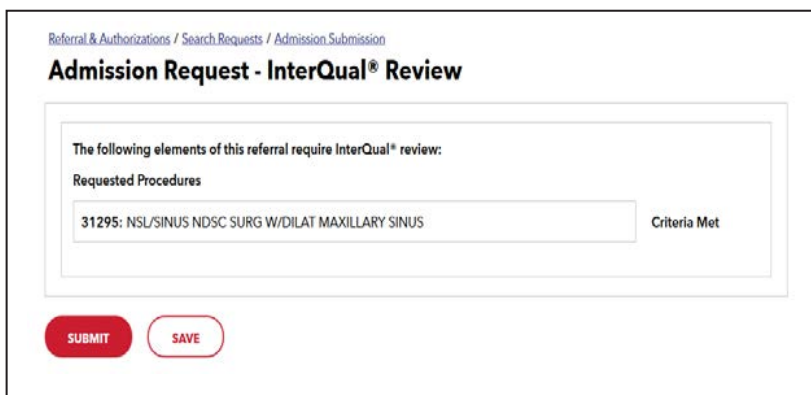 Referral & Authorizations / Search Requests / Admission Submission
Admission Request - InterQual® Review
The following elements of this referral require InterQual® review:
Requested Procedures
31295: NSL/SINUS NDSC SURG W/DILAT MAXILLARY SINUS Criteria Met
SUBMIT SAVE